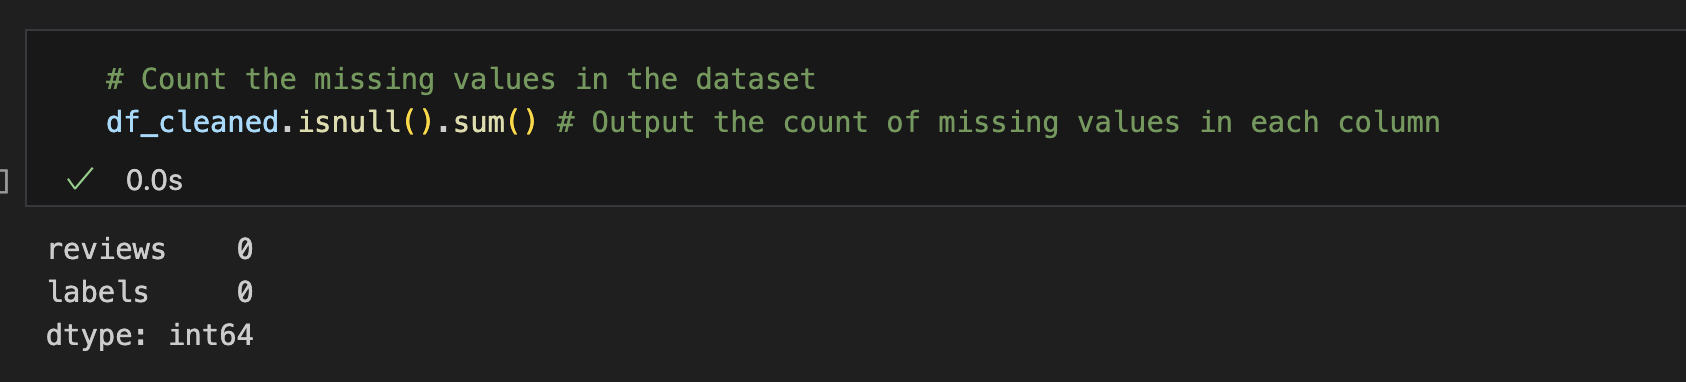 # Count the missing values in the dataset
df_cleaned.isnull().sum() # Output the count of missing values in each column
0.0s
reviews    0
labels     0
dtype: int64